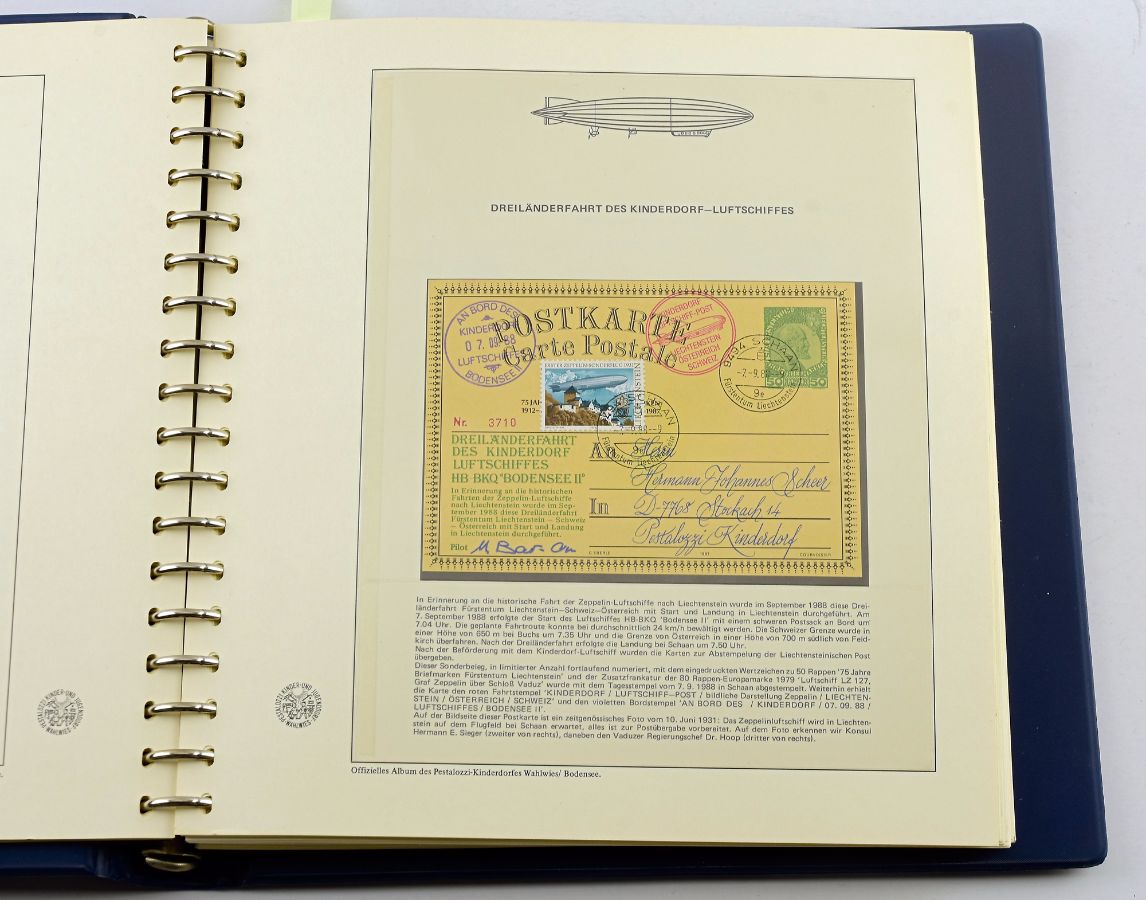 DREILÄNDERFAHRT DES KINDERDORF—LUFTSCHIFFES
AN BORD DES
KINDERDORF
07.09.88
LUFTSCHIFFES
BODENSEE II
POSTKARTE
Carte Postale
KINDERDORF
LUFTSCHIFF-POST
LIECHTENSTEIN
ÖSTERREICH
SCHWEIZ
50 50
9494 SCHAAN
-7.-9.88
9e
Fürstentum Liechtenstein
75 JAH
1912-
LIECHTENSTEIN
Fürstentum Liechtenstein
Nr. 3710
DREILÄNDERFAHRT
DES KINDERDORF
LUFTSCHIFFES
HB-BKQ "BODENSEE II"
In Erinnerung an die historischen
Fahrten der Zeppelin-Luftschiffe
nach Liechtenstein wurde im Sep-
tember 1988 diese Dreiländerfahrt
Fürstentum Liechtenstein – Schweiz
– Österreich mit Start und Landung
in Liechtenstein durchgeführt.
Pilot
An Herrn
Hermann Johannes Scheer
In D-7768 Stockach 14
Pestalozzi Kinderdorf
COURVOISIER
In Erinnerung an die historische Fahrt der Zeppelin-Luftschiffe nach Liechtenstein wurde im September 1988 diese Drei-
länderfahrt Fürstentum Liechtenstein—Schweiz—Österreich mit Start und Landung in Liechtenstein durchgeführt. Am
7. September 1988 erfolgte der Start des Luftschiffes HB-BKQ "Bodensee II" mit einem schweren Postssck an Bord um
7.04 Uhr. Die geplante Fahrtroute konnte bei durchschnittlich 24 km/h bewältigt werden. Die Schweizer Grenze wurde in
einer Höhe von 650 m bei Buchs um 7.35 Uhr und die Grenze von Österreich in einer Höhe von 700 m südlich von Feld-
kirch überfahren. Nach der Dreiländerfahrt erfolgte die Landung bei Schaan um 7.50 Uhr.
Nach der Beförderung mit dem Kinderdorf-Luftschiff wurden die Karten zur Abstempelung der Liechtensteinischen Post
übergeben.
Dieser Sonderbeleg, in limitierter Anzahl fortlaufend numeriert, mit dem eingedruckten Wertzeichen zu 50 Rappen '75 Jahre
Briefmarken Fürstentum Liechtenstein' und der Zusatzfrankatur der 80 Rappen-Europamarke 1979 'Luftschiff LZ 127,
Graf Zeppelin über Schloß Vaduz' wurde mit dem Tagesstempel vom 7. 9. 1988 in Schaan abgestempelt. Weiterhin erhielt
die Karte den roten Fahrtstempel 'KINDERDORF / LUFTSCHIFF—POST / bildliche Darstellung Zeppelin / LIECHTEN-
STEIN / ÖSTERREICH / SCHWEIZ" und den violetten Bordstempel "AN BORD DES / KINDERDORF / 07. 09. 88 /
LUFTSCHIFFES / BODENSEE II".
Auf der Bildseite dieser Postkarte ist ein zeitgenössisches Foto vom 10. Juni 1931: Das Zeppelinluftschiff wird in Liechten-
stein auf dem Flugfeld bei Schaan erwartet, alles ist zur Postübergabe vorbereitet. Auf dem Foto erkennen wir Konsul
Hermann E. Sieger (zweiter von rechts), daneben den Vaduzer Regierungschef Dr. Hoop (dritter von rechts).
Offizielles Album des Pestalozzi-Kinderdorfes Wahlwies/ Bodensee.